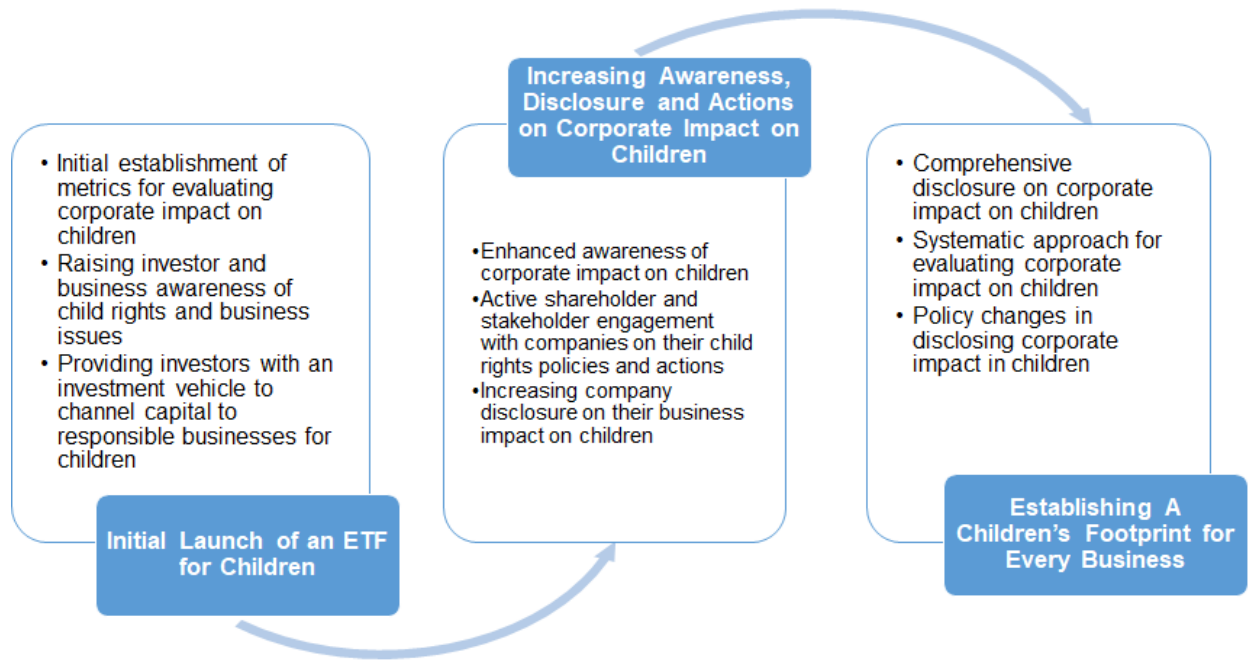 • Initial establishment of
metrics for evaluating
corporate impact on
children
• Raising investor and
business awareness of
child rights and business
issues
• Providing investors with an
investment vehicle to
channel capital to
responsible businesses for
children
Initial Launch of an ETF
for Children
Increasing Awareness,
Disclosure and Actions
on Corporate Impact on
Children
•Enhanced awareness of
corporate impact on children
•Active shareholder and
stakeholder engagement
with companies on their child
rights policies and actions
•Increasing company
disclosure on their business
impact on children
• Comprehensive
disclosure on corporate
impact on children
• Systematic approach for
evaluating corporate
impact on children
• Policy changes in
disclosing corporate
impact in children
Establishing A
Children’s Footprint for
Every Business